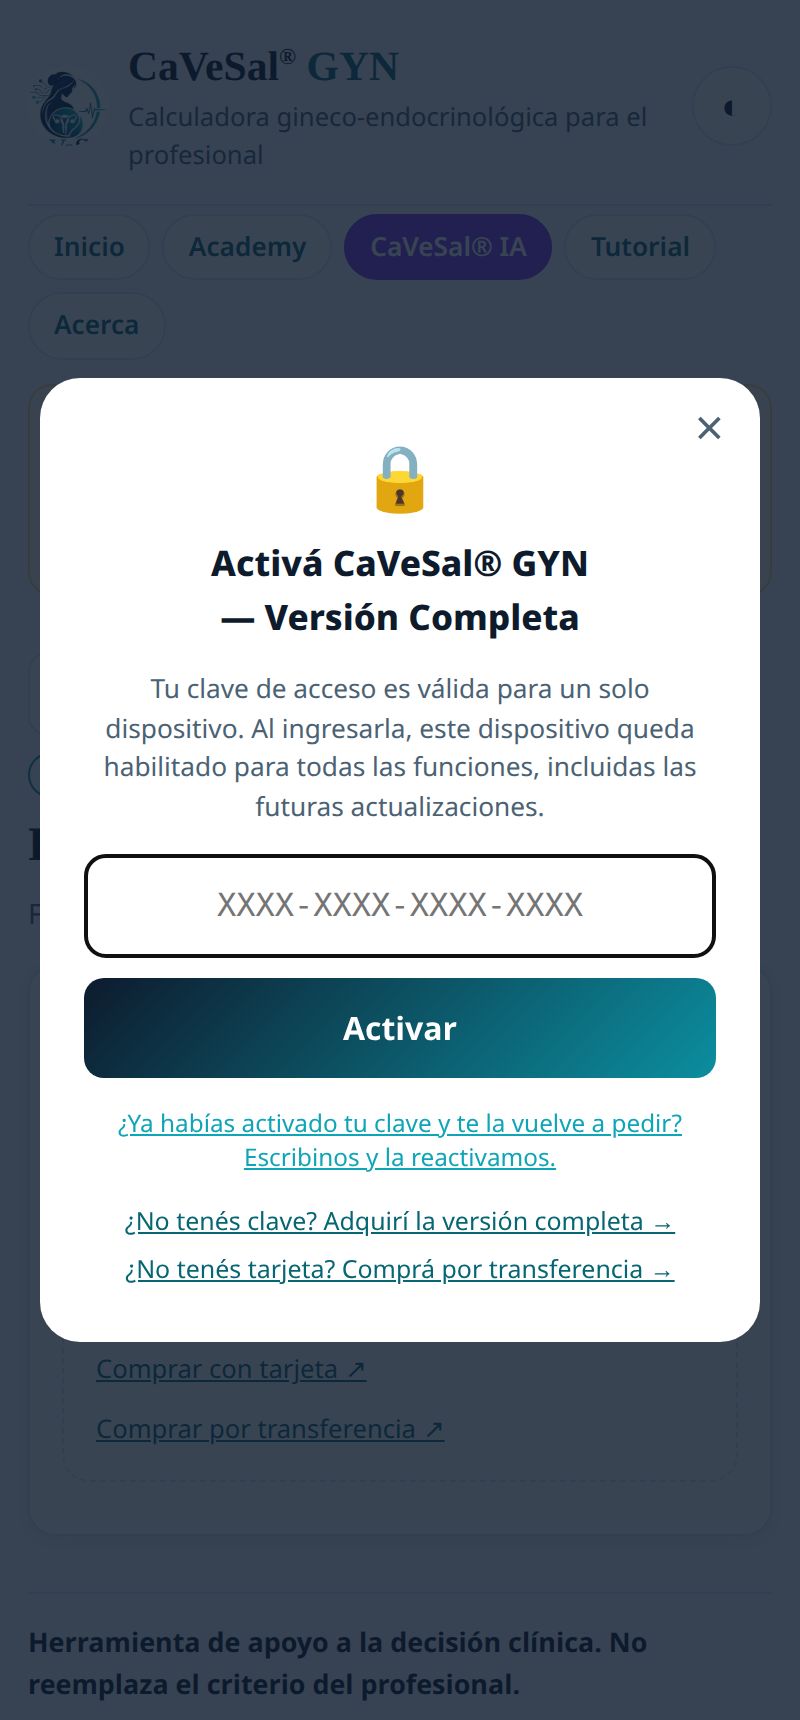 CaVeSal® GYN
Calculadora gineco-endocrinológica para el
profesional
Inicio
Academy
CaVeSal® IA
Tutorial
Acerca
Activá CaVeSal® GYN
— Versión Completa
Tu clave de acceso es válida para un solo
dispositivo. Al ingresarla, este dispositivo queda
habilitado para todas las funciones, incluidas las
futuras actualizaciones.
XXXX-XXXX-XXXX-XXXX
Activar
¿Ya habías activado tu clave y te la vuelve a pedir?
Escribinos y la reactivamos.
¿No tenés clave? Adquirí la versión completa →
¿No tenés tarjeta? Comprá por transferencia →
Comprar con tarjeta ↗
Comprar por transferencia ↗
Herramienta de apoyo a la decisión clínica. No
reemplaza el criterio del profesional.